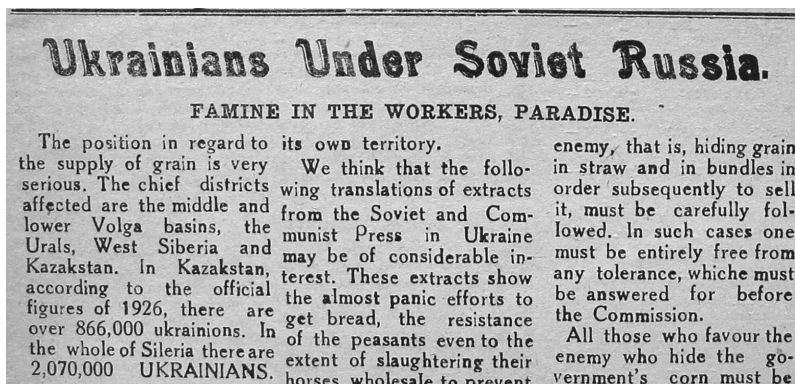 Ukrainians Under Soviet Russia.
FAMINE IN THE WORKERS, PARADISE.
The position in regard to
the supply of grain is very
serious. The chief districts
affected are the middle and
lower Volga basins, the
Urals, West Siberia and
Kazakstan. In Kazakstan,
according to the official
figures of 1926, there are
over 866,000 ukrainions. In
the whole of Sileria there are
2,070,000 UKRAINIANS.
its own territory.
We think that the follo-
wing translations of extracts
from the Soviet and Com-
munist Press in Ukraine
may be of considerable in-
terest. These extracts show
the almost panic efforts to
get bread, the resistance
of the peasants even to the
extent of slaughtering their
horses wholesale to prevent
enemy, that is, hiding grain
in straw and in bundles in
order subsequently to sell
it, must be carefully fol-
lowed. In such cases one
must be entirely free from
any tolerance, whiche must
be answered for before
the Commission.
All those who favour the
enemy who hide the go-
vernment's corn must be